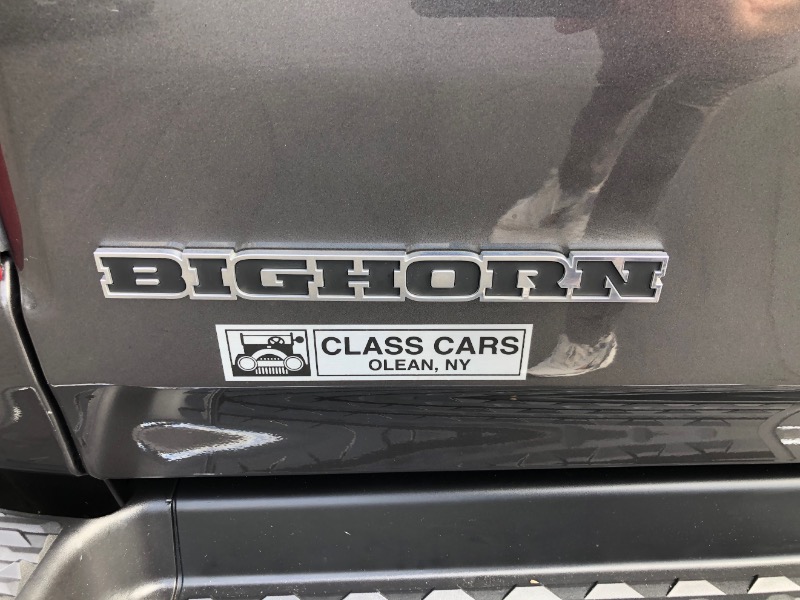 BIGHORN
CLASS CARS
OLEAN, NY